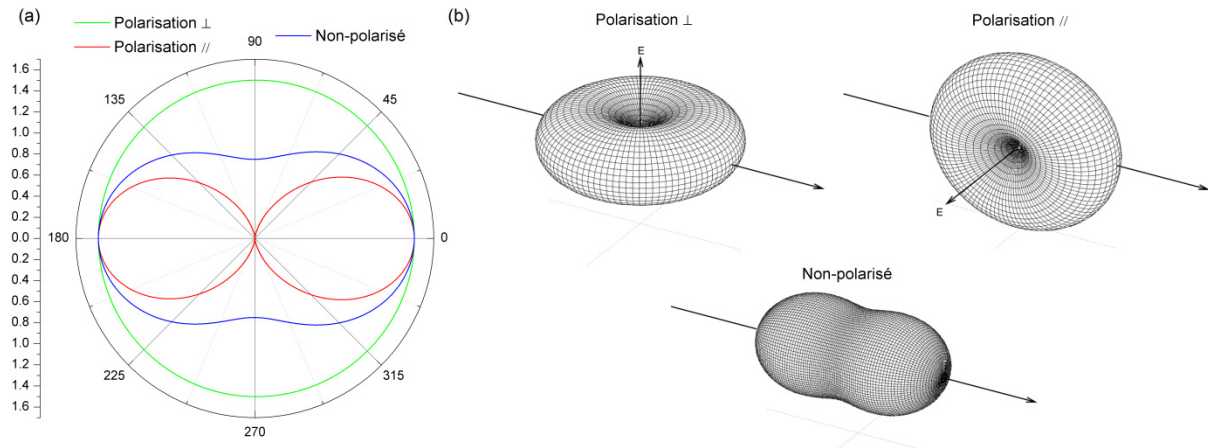 (a)
Polarisation ⊥
Polarisation //
Non-polarisé
90
135
45
180
0
225
315
270
1.6
1.4
1.2
1.0
0.8
0.6
0.4
0.2
0.0
0.2
0.4
0.6
0.8
1.0
1.2
1.4
1.6
(b)
Polarisation ⊥
Polarisation //
E
E
Non-polarisé